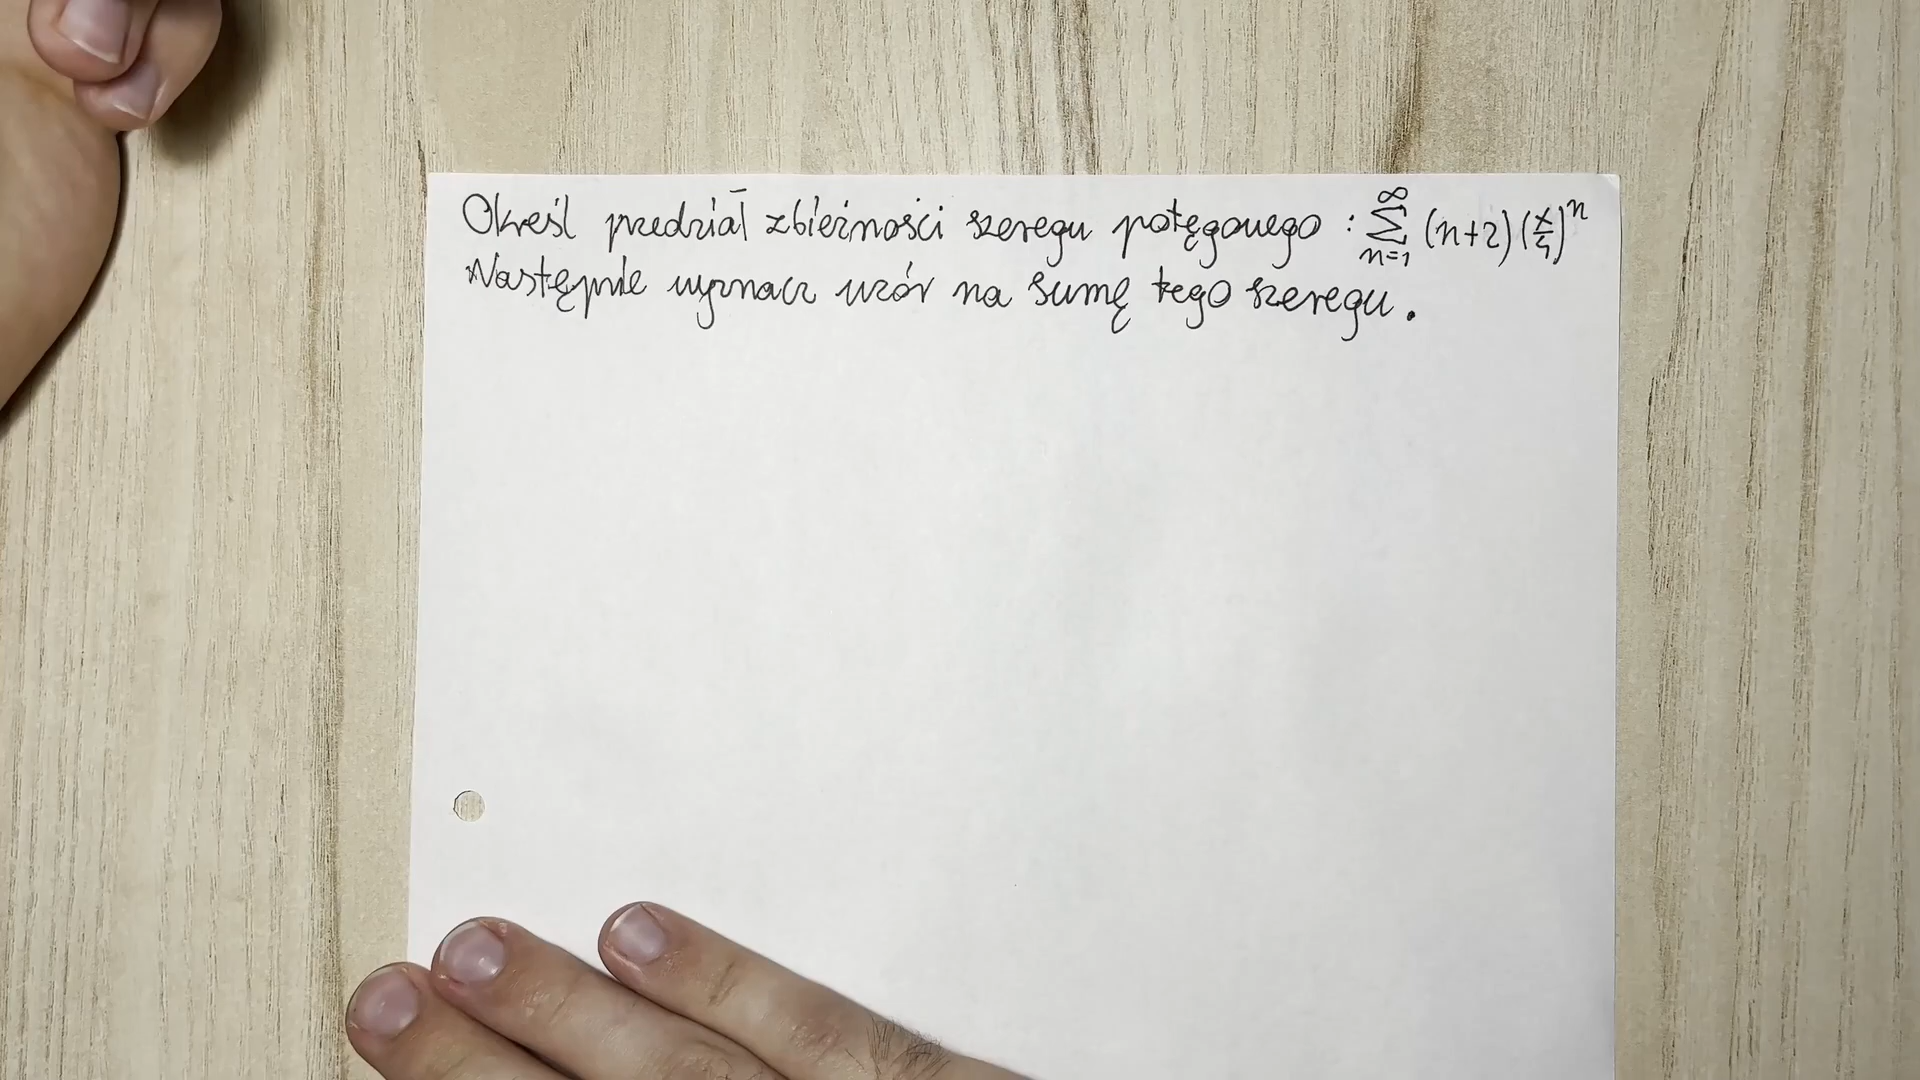 Określ przedział zbieżności szeregu potęgowego : ∞∑n=1 (n+2)(x/4)^n
Następnie wyznacz wzór na sumę tego szeregu.